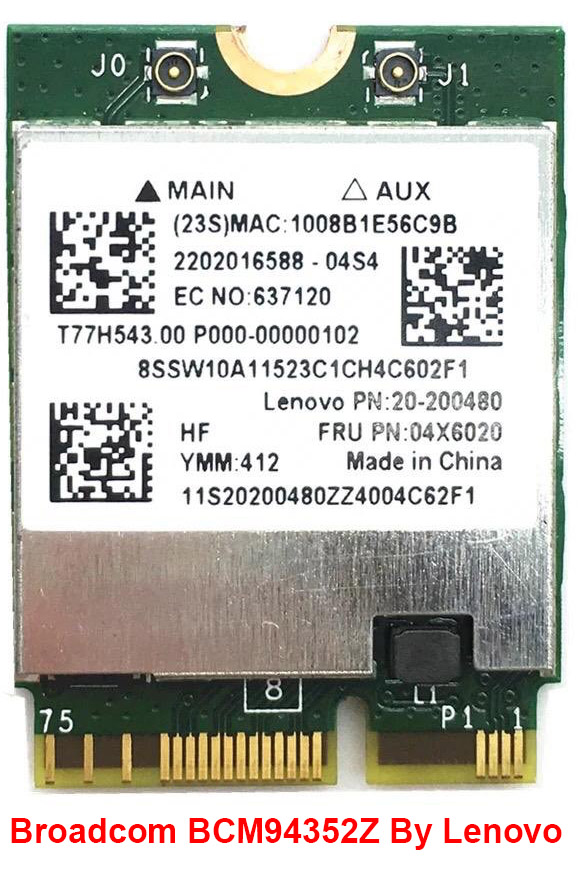 J0 J1
▲ MAIN △ AUX
(23S)MAC:1008B1E56C9B
2202016588 - 04S4
EC NO:637120
T77H543.00 P000-00000102
8SSW10A11523C1CH4C602F1
Lenovo PN:20-200480
HF FRU PN:04X6020
YMM:412 Made in China
11S20200480ZZ4004C62F1
8
L1
75 P1 1
Broadcom BCM94352Z By Lenovo